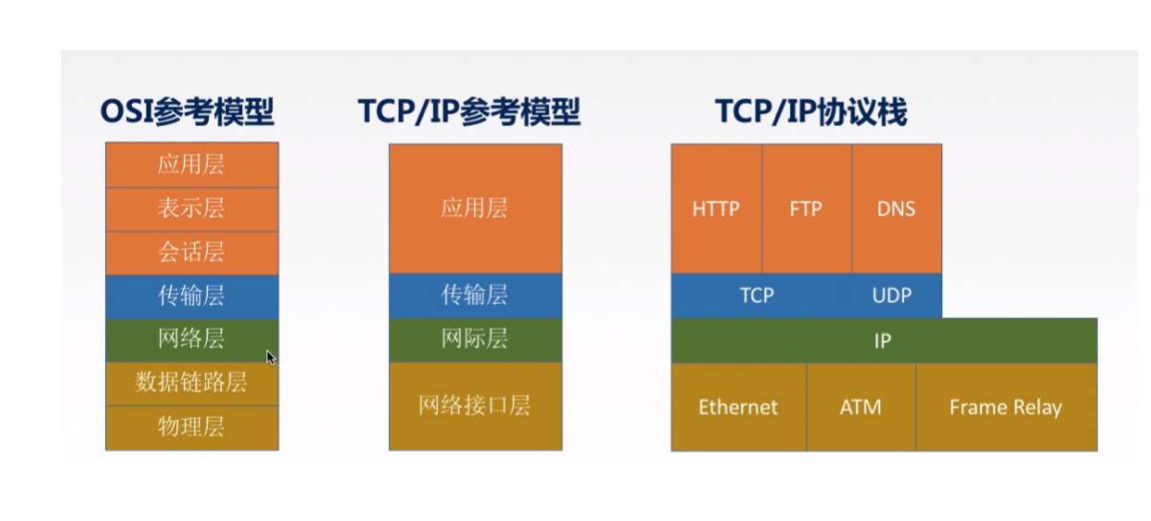 OSI参考模型
应用层
表示层
会话层
传输层
网络层
数据链路层
物理层
TCP/IP参考模型
应用层
传输层
网际层
网络接口层
TCP/IP协议栈
HTTP FTP DNS
TCP UDP
IP
Ethernet ATM Frame Relay